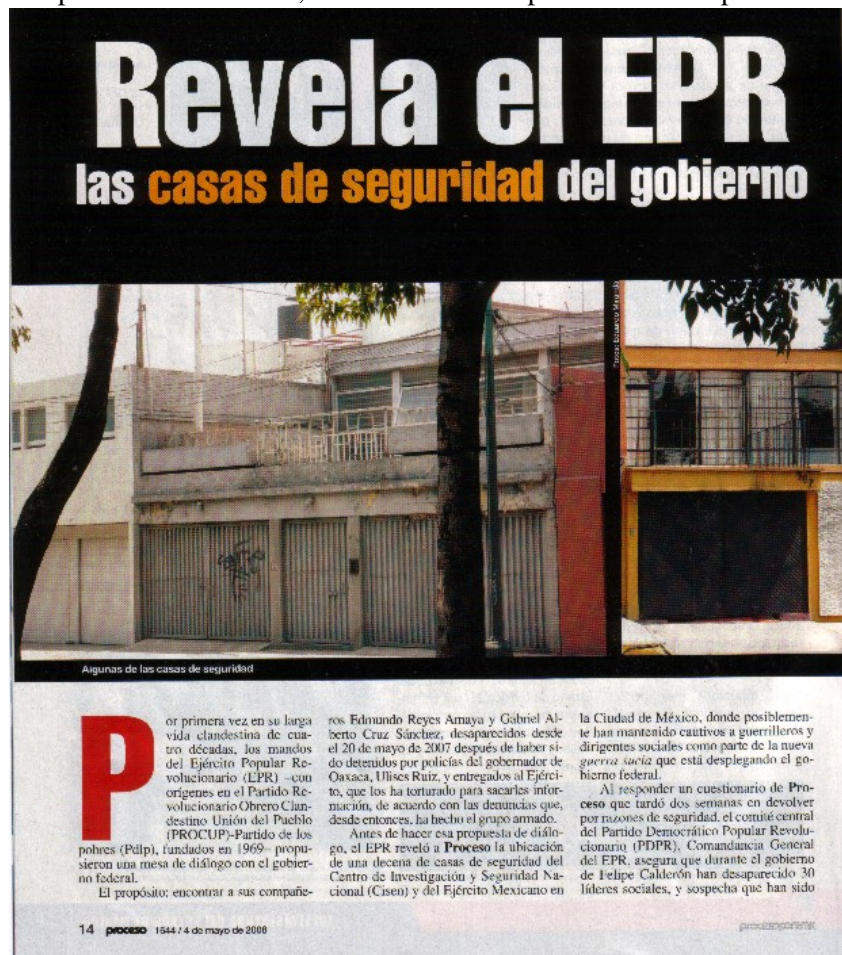 Revela el EPR
las casas de seguridad del gobierno
Fotos: Eduardo Miranda
Algunas de las casas de seguridad
Por primera vez en su larga
vida clandestina de cua-
tro décadas, los mandos
del Ejército Popular Re-
volucionario (EPR) –con
orígenes en el Partido Re-
volucionario Obrero Clan-
destino Unión del Pueblo
(PROCUP)-Partido de los
pobres (Pdlp), fundados en 1969– propu-
sieron una mesa de diálogo con el gobier-
no federal.
El propósito: encontrar a sus compañe-
ros Edmundo Reyes Amaya y Gabriel Al-
berto Cruz Sánchez, desaparecidos desde
el 20 de mayo de 2007 después de haber si-
do detenidos por policías del gobernador de
Oaxaca, Ulises Ruiz, y entregados al Ejérci-
to, que los ha torturado para sacarles infor-
mación, de acuerdo con las denuncias que,
desde entonces, ha hecho el grupo armado.
Antes de hacer esa propuesta de diálo-
go, el EPR reveló a Proceso la ubicación
de una decena de casas de seguridad del
Centro de Investigación y Seguridad Na-
cional (Cisen) y del Ejército Mexicano en
la Ciudad de México, donde posiblemen-
te han mantenido cautivos a guerrilleros y
dirigentes sociales como parte de la nueva
guerra sucia que está desplegando el go-
bierno federal.
Al responder un cuestionario de Pro-
ceso que tardó dos semanas en devolver
por razones de seguridad, el comité central
del Partido Democrático Popular Revolu-
cionario (PDPR), Comandancia General
del EPR, asegura que durante el gobierno
de Felipe Calderón han desaparecido 30
líderes sociales, y sospecha que han sido
14 proceso 1644 / 4 de mayo de 2008